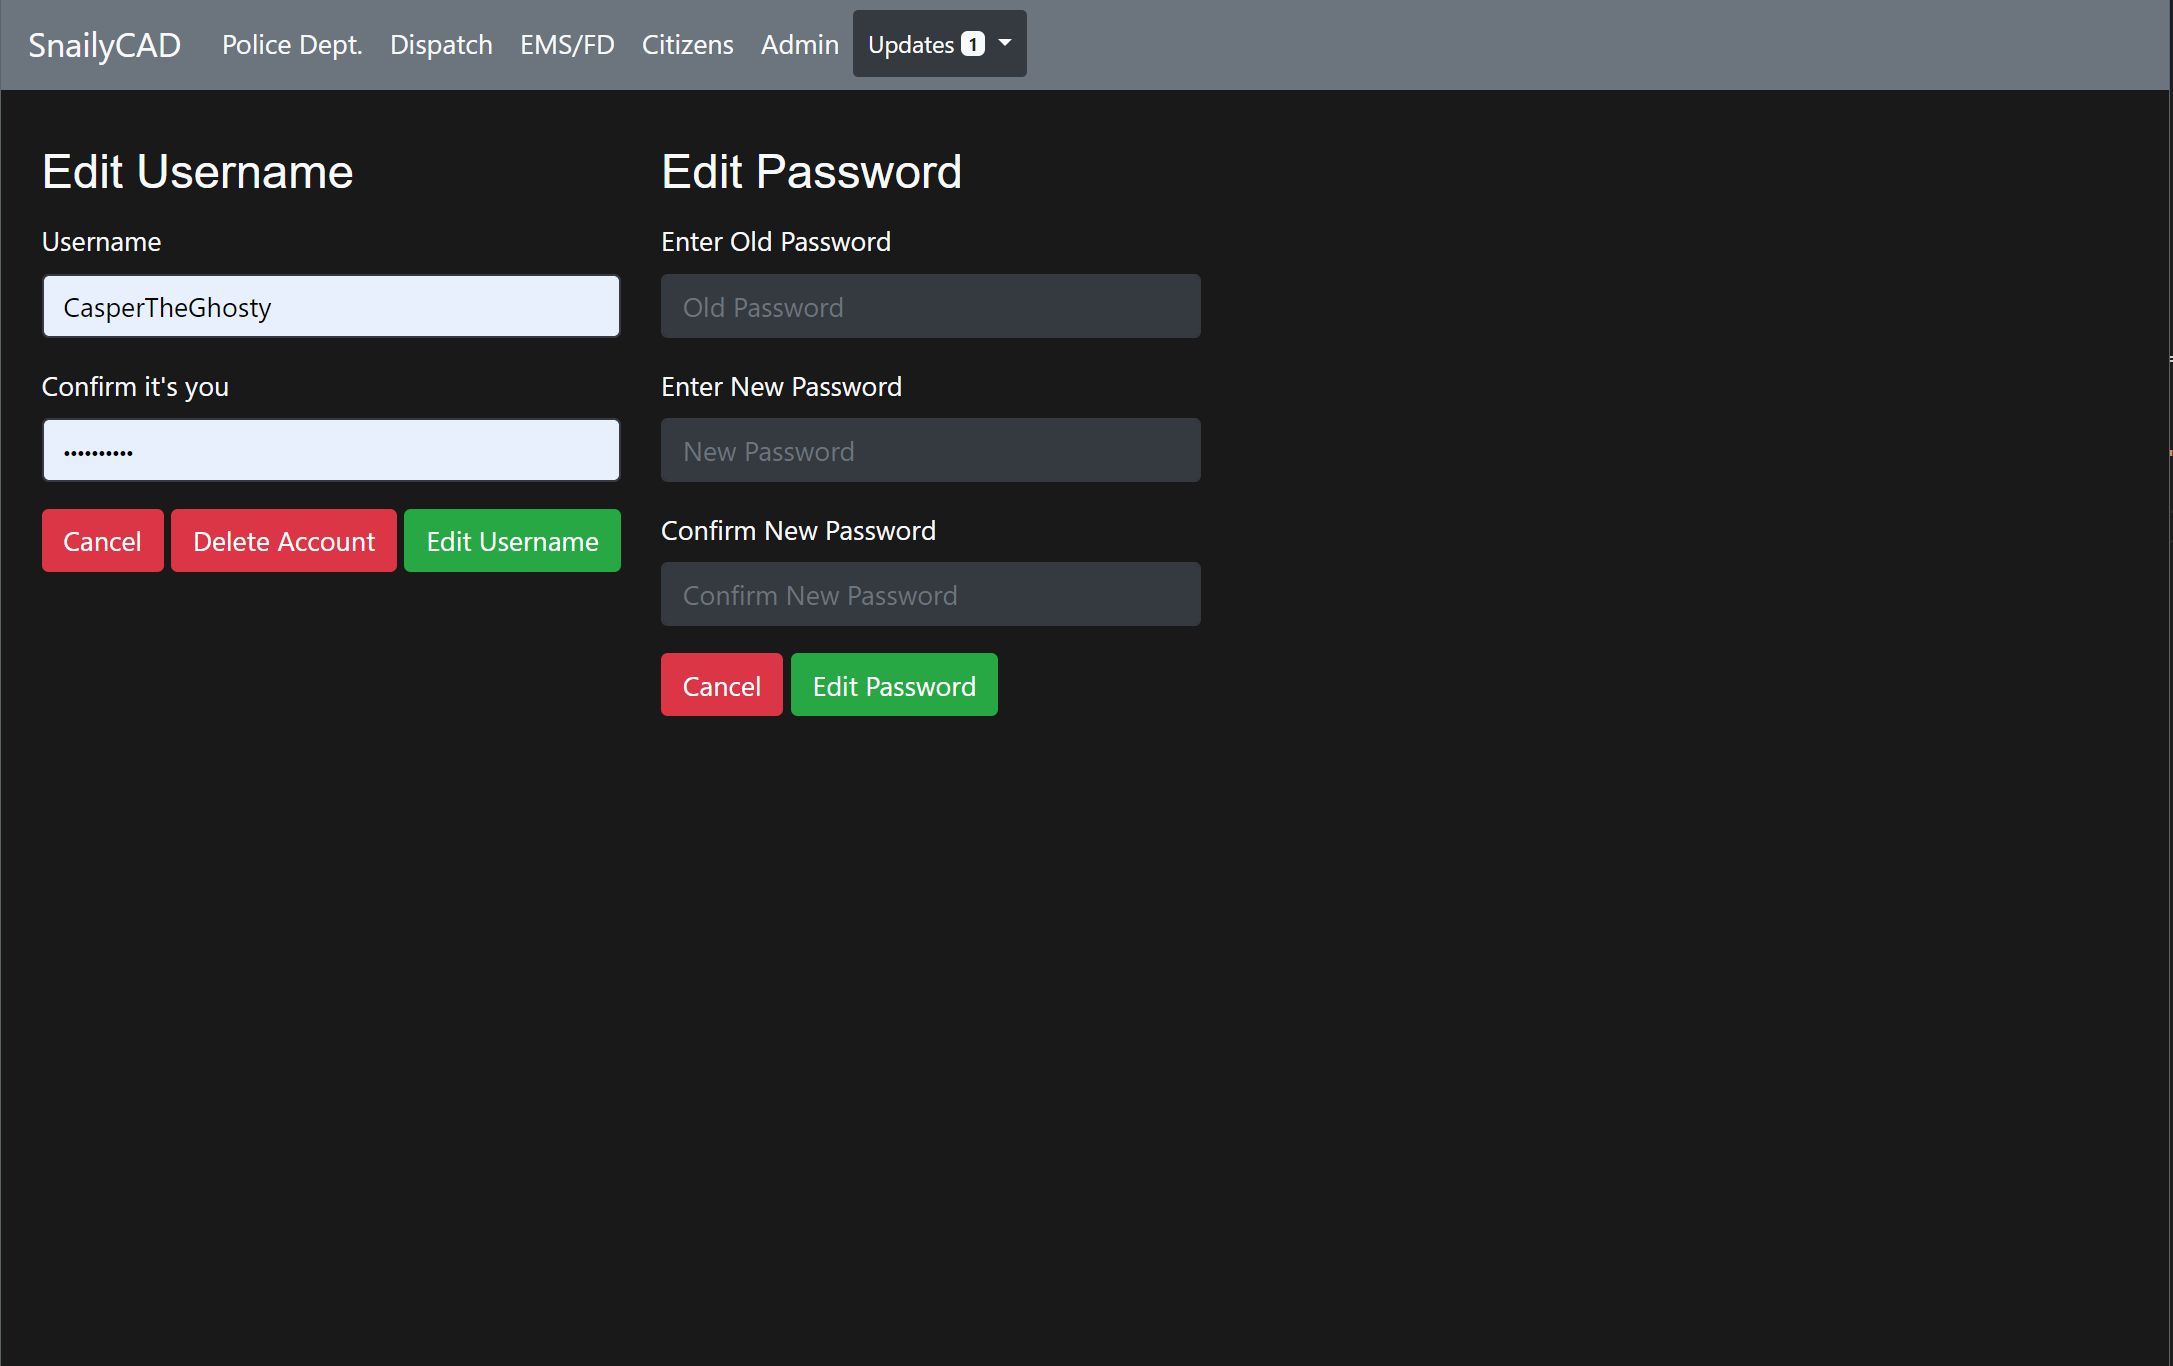 SnailyCAD Police Dept. Dispatch EMS/FD Citizens Admin Updates 1
Edit Username
Username
CasperTheGhosty
Confirm it's you
••••••••••
Cancel Delete Account Edit Username
Edit Password
Enter Old Password
Old Password
Enter New Password
New Password
Confirm New Password
Confirm New Password
Cancel Edit Password